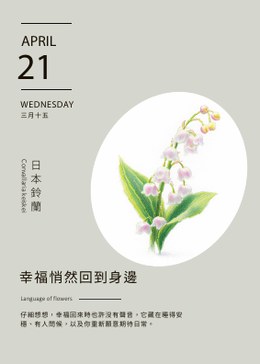 APRIL
21
WEDNESDAY
三月十五
日本鈴蘭
Convallaria keiskei
幸福悄然回到身邊
Language of flowers
仔細想想，幸福回來時也許沒有聲音，它藏在睡得安
穩、有人問候，以及你重新願意期待日常。